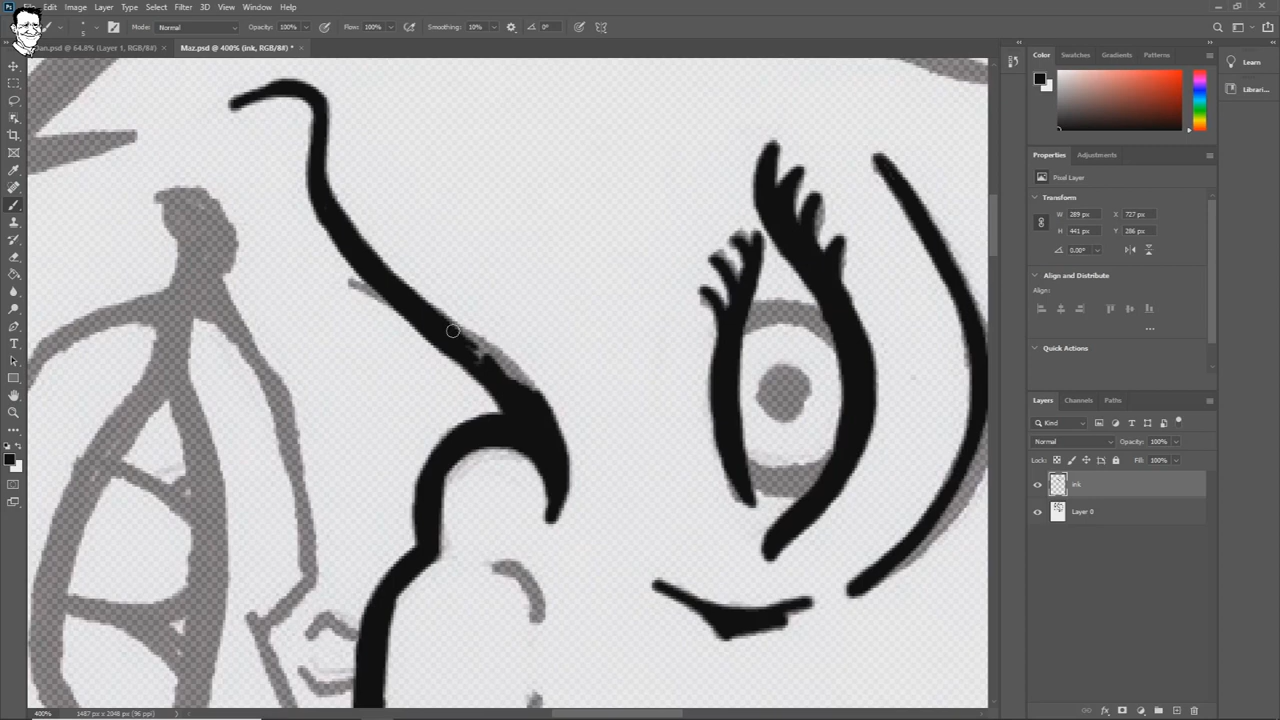 File Edit Image Layer Type Select Filter 3D View Window Help
Mode: Normal Opacity: 100% Flow: 100% Smoothing: 10% 0°
5
Dan.psd @ 64.8% (Layer 1, RGB/8#) × Maz.psd @ 400% (ink, RGB/8#) * ×
Color Swatches Gradients Patterns
Learn
Librari...
Properties Adjustments
Pixel Layer
Transform
W 289 px X 727 px
H 441 px Y 286 px
0.00°
Align and Distribute
Align:
Quick Actions
Layers Channels Paths
Kind
Normal Opacity: 100%
Lock: Fill: 100%
ink
Layer 0
400% 1487 px x 2048 px (96 ppi)